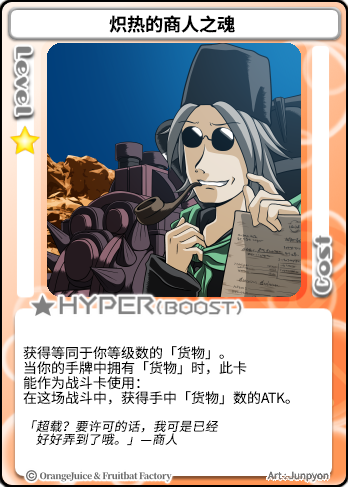 炽热的商人之魂
Level
Cost
HYPER(BOOST)
获得等同于你等级数的「货物」。
当你的手牌中拥有「货物」时，此卡
能作为战斗卡使用：
在这场战斗中，获得手中「货物」数的ATK。
「超载？要许可的话，我可是已经
好好弄到了哦。」—商人
© OrangeJuice & Fruitbat Factory
Art：Junpyon